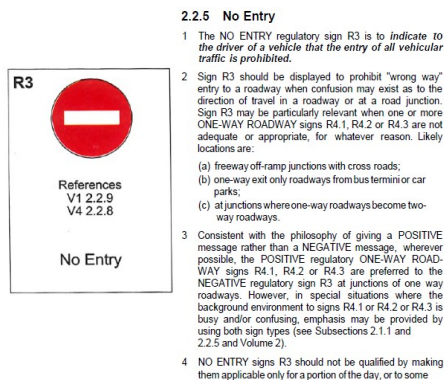 2.2.5 No Entry
1 The NO ENTRY regulatory sign R3 is to indicate to
the driver of a vehicle that the entry of all vehicular
traffic is prohibited.
R3
References
V1 2.2.9
V4 2.2.8
No Entry
2 Sign R3 should be displayed to prohibit "wrong way"
entry to a roadway when confusion may exist as to the
direction of travel in a roadway or at a road junction.
Sign R3 may be particularly relevant when one or more
ONE-WAY ROADWAY signs R4.1, R4.2 or R4.3 are not
adequate or appropriate, for whatever reason. Likely
locations are:
(a) freeway off-ramp junctions with cross roads;
(b) one-way exit only roadways from bus termini or car
parks;
(c) at junctions where one-way roadways become two-
way roadways.
3 Consistent with the philosophy of giving a POSITIVE
message rather than a NEGATIVE message, wherever
possible, the POSITIVE regulatory ONE-WAY ROAD-
WAY signs R4.1, R4.2 or R4.3 are preferred to the
NEGATIVE regulatory sign R3 at junctions of one way
roadways. However, in special situations where the
background environment to signs R4.1 or R4.2 or R4.3 is
busy and/or confusing, emphasis may be provided by
using both sign types (see Subsections 2.1.1 and
2.2.5 and Volume 2).
4 NO ENTRY signs R3 should not be qualified by making
them applicable only for a portion of the day, or to some